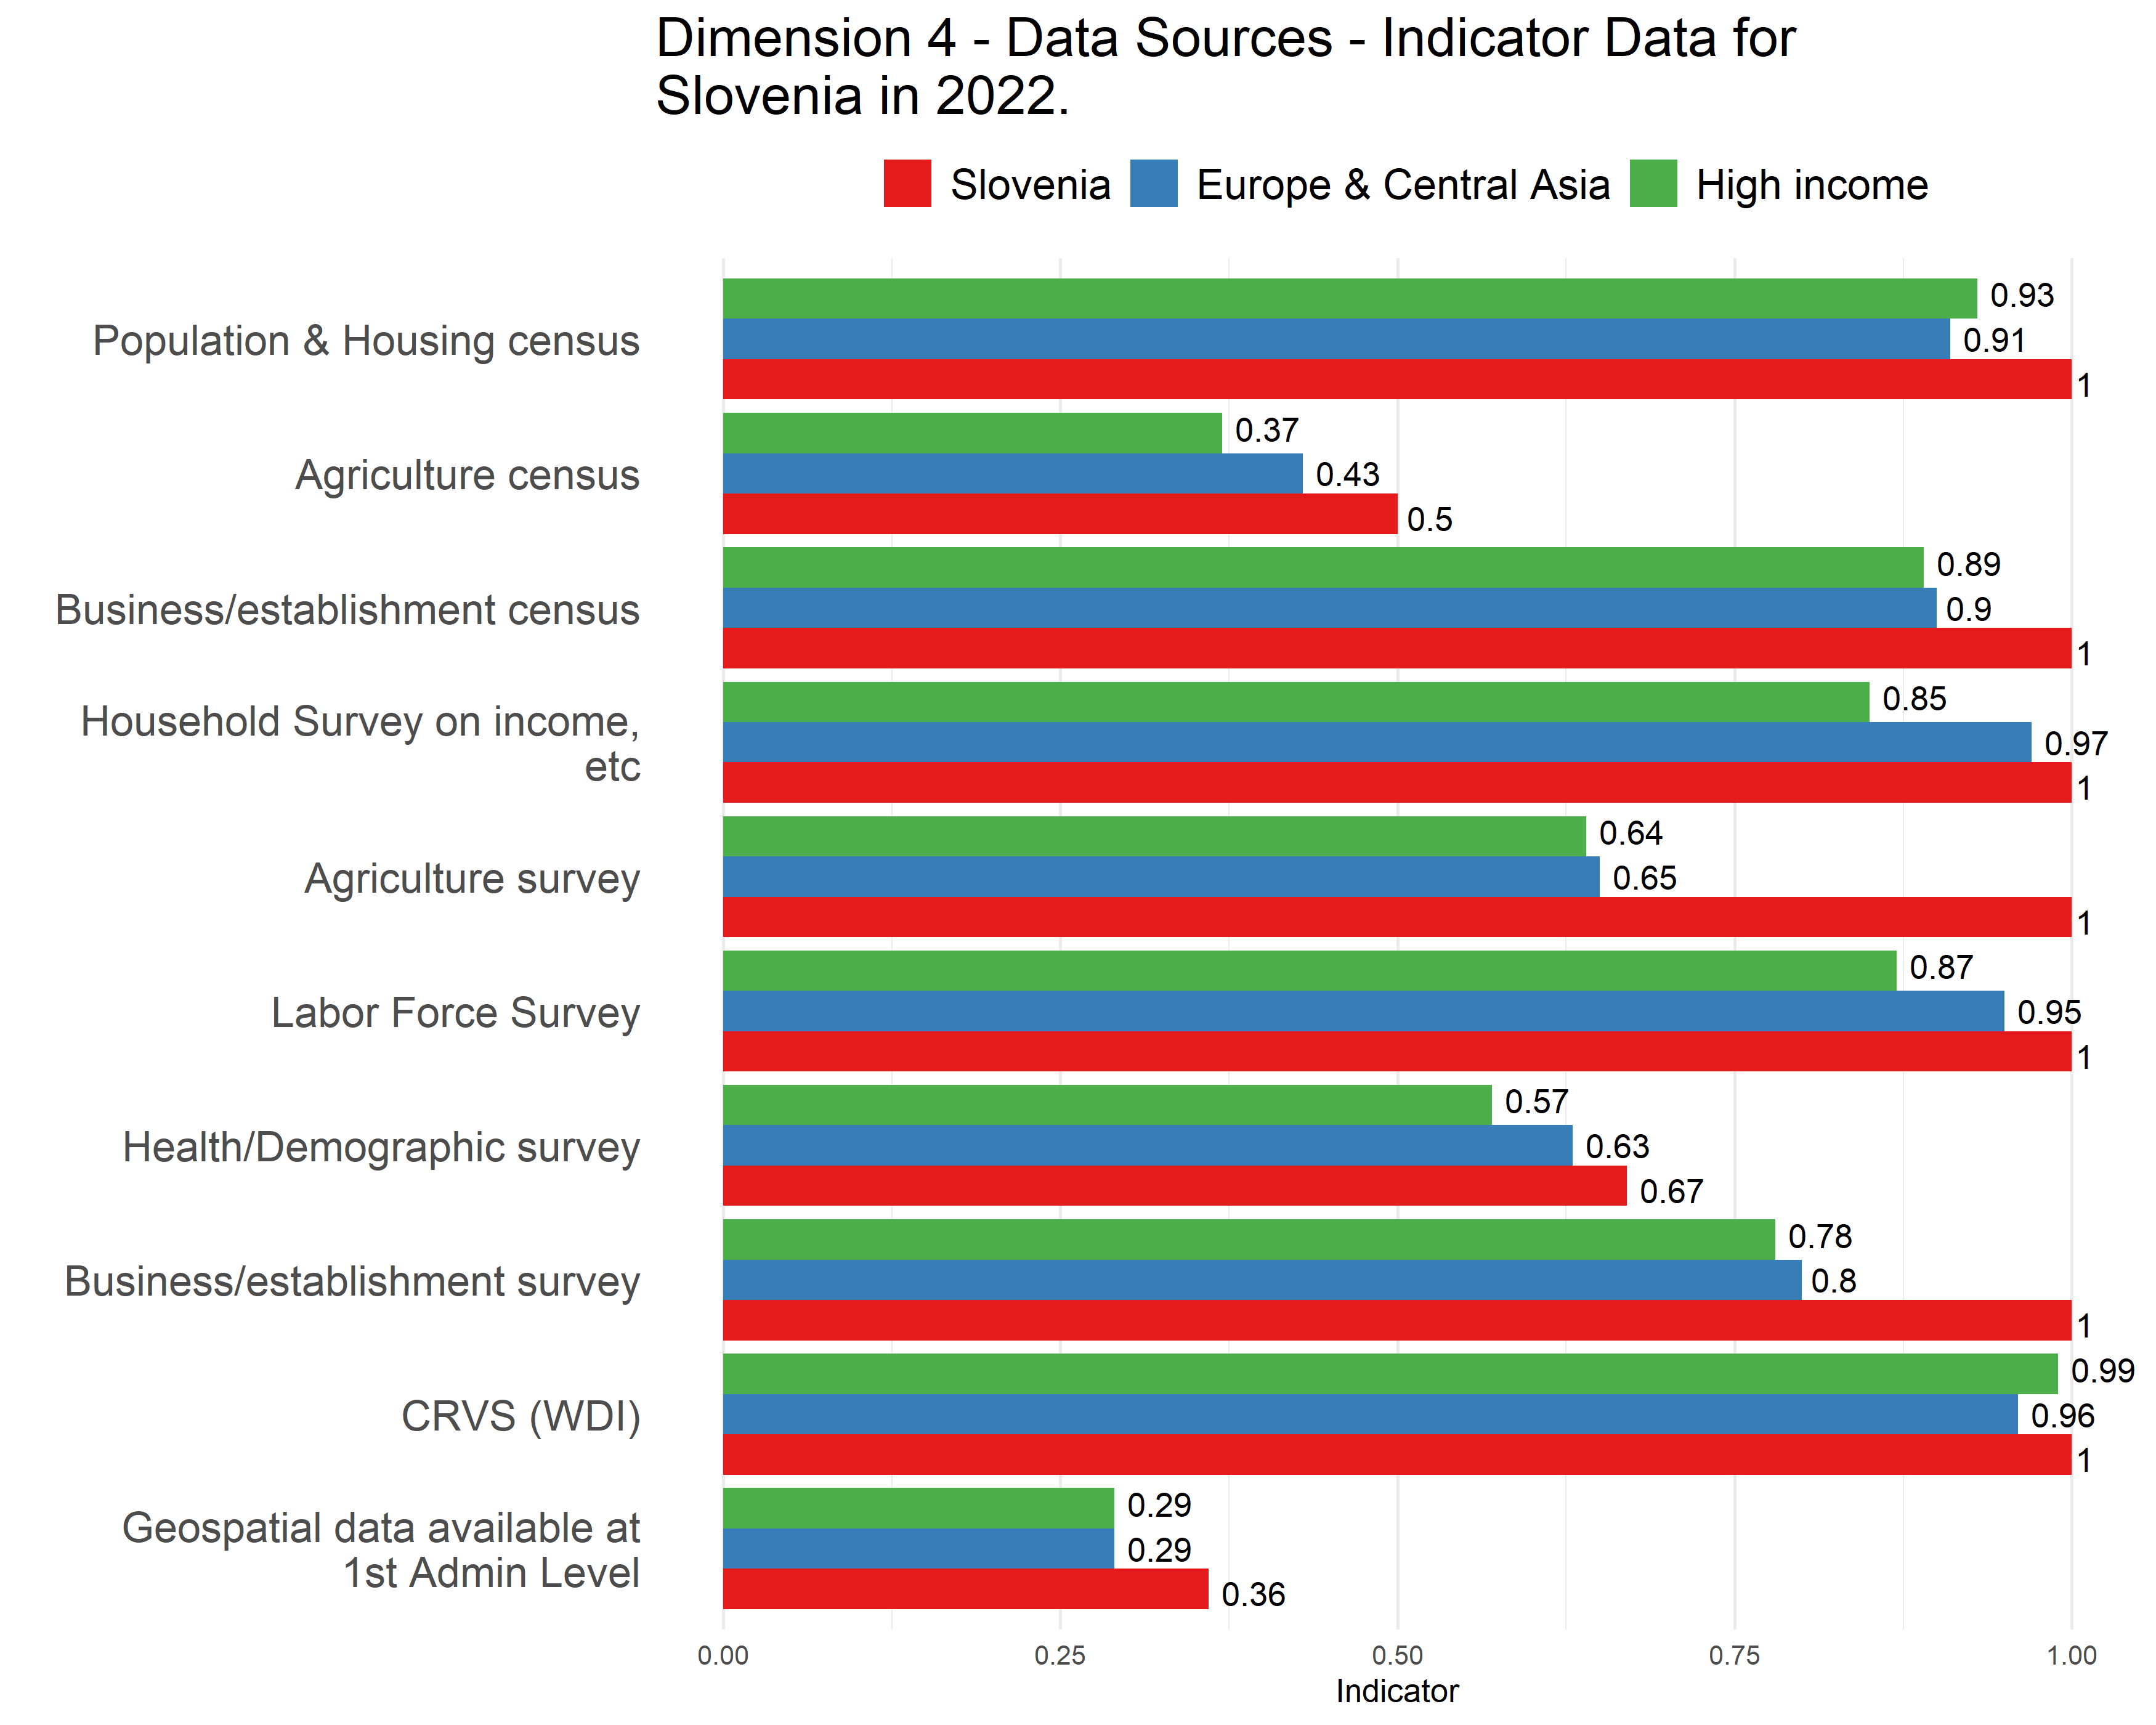 Dimension 4 - Data Sources - Indicator Data for
Slovenia in 2022.
Slovenia
Europe & Central Asia
High income
Population & Housing census
0.93
0.91
1
Agriculture census
0.37
0.43
0.5
Business/establishment census
0.89
0.9
1
Household Survey on income,
etc
0.85
0.97
1
Agriculture survey
0.64
0.65
1
Labor Force Survey
0.87
0.95
1
Health/Demographic survey
0.57
0.63
0.67
Business/establishment survey
0.78
0.8
1
CRVS (WDI)
0.99
0.96
1
Geospatial data available at
1st Admin Level
0.29
0.29
0.36
0.00
0.25
0.50
0.75
1.00
Indicator